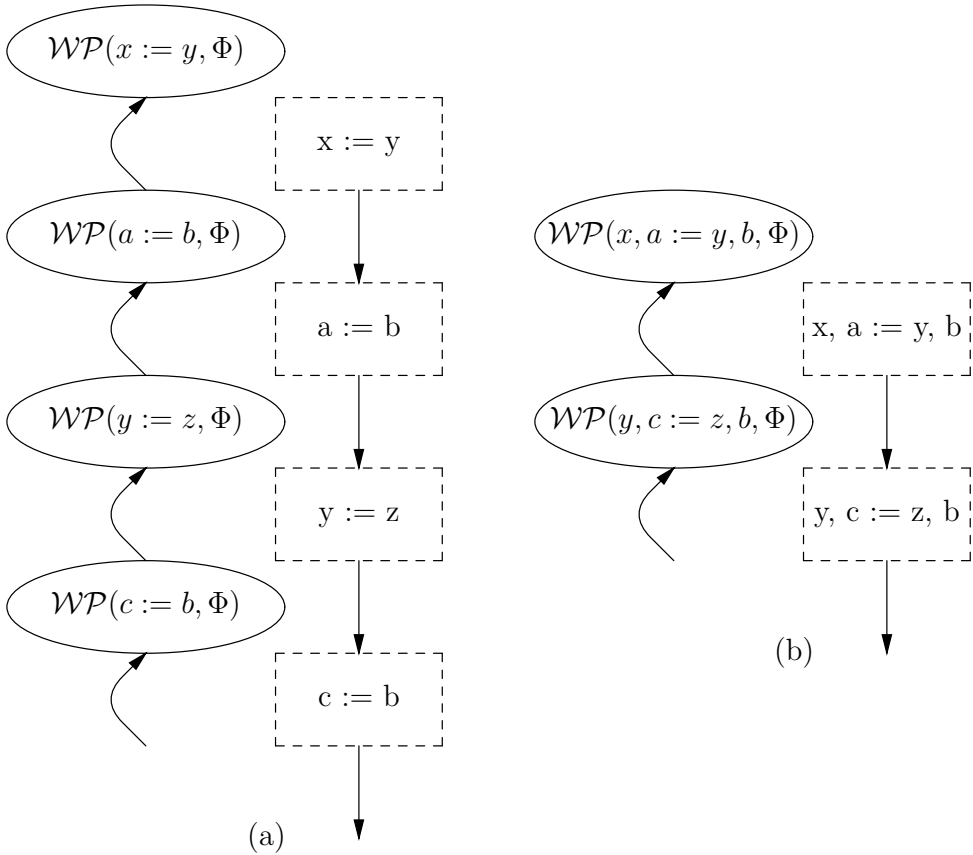 𝒲𝒫(x := y, Φ)
x := y
𝒲𝒫(a := b, Φ)
a := b
𝒲𝒫(y := z, Φ)
y := z
𝒲𝒫(c := b, Φ)
c := b
(a)
𝒲𝒫(x, a := y, b, Φ)
x, a := y, b
𝒲𝒫(y, c := z, b, Φ)
y, c := z, b
(b)